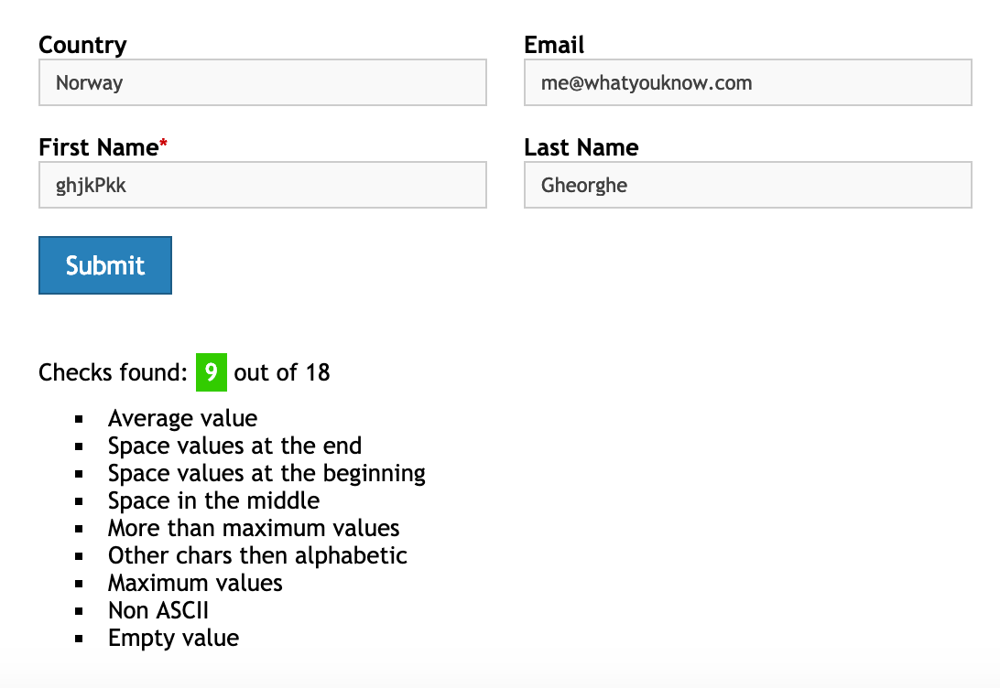 Country
Norway
Email
me@whatyouknow.com
First Name*
ghjkPkk
Last Name
Gheorghe
Submit
Checks found: 9 out of 18
▪ Average value
▪ Space values at the end
▪ Space values at the beginning
▪ Space in the middle
▪ More than maximum values
▪ Other chars then alphabetic
▪ Maximum values
▪ Non ASCII
▪ Empty value